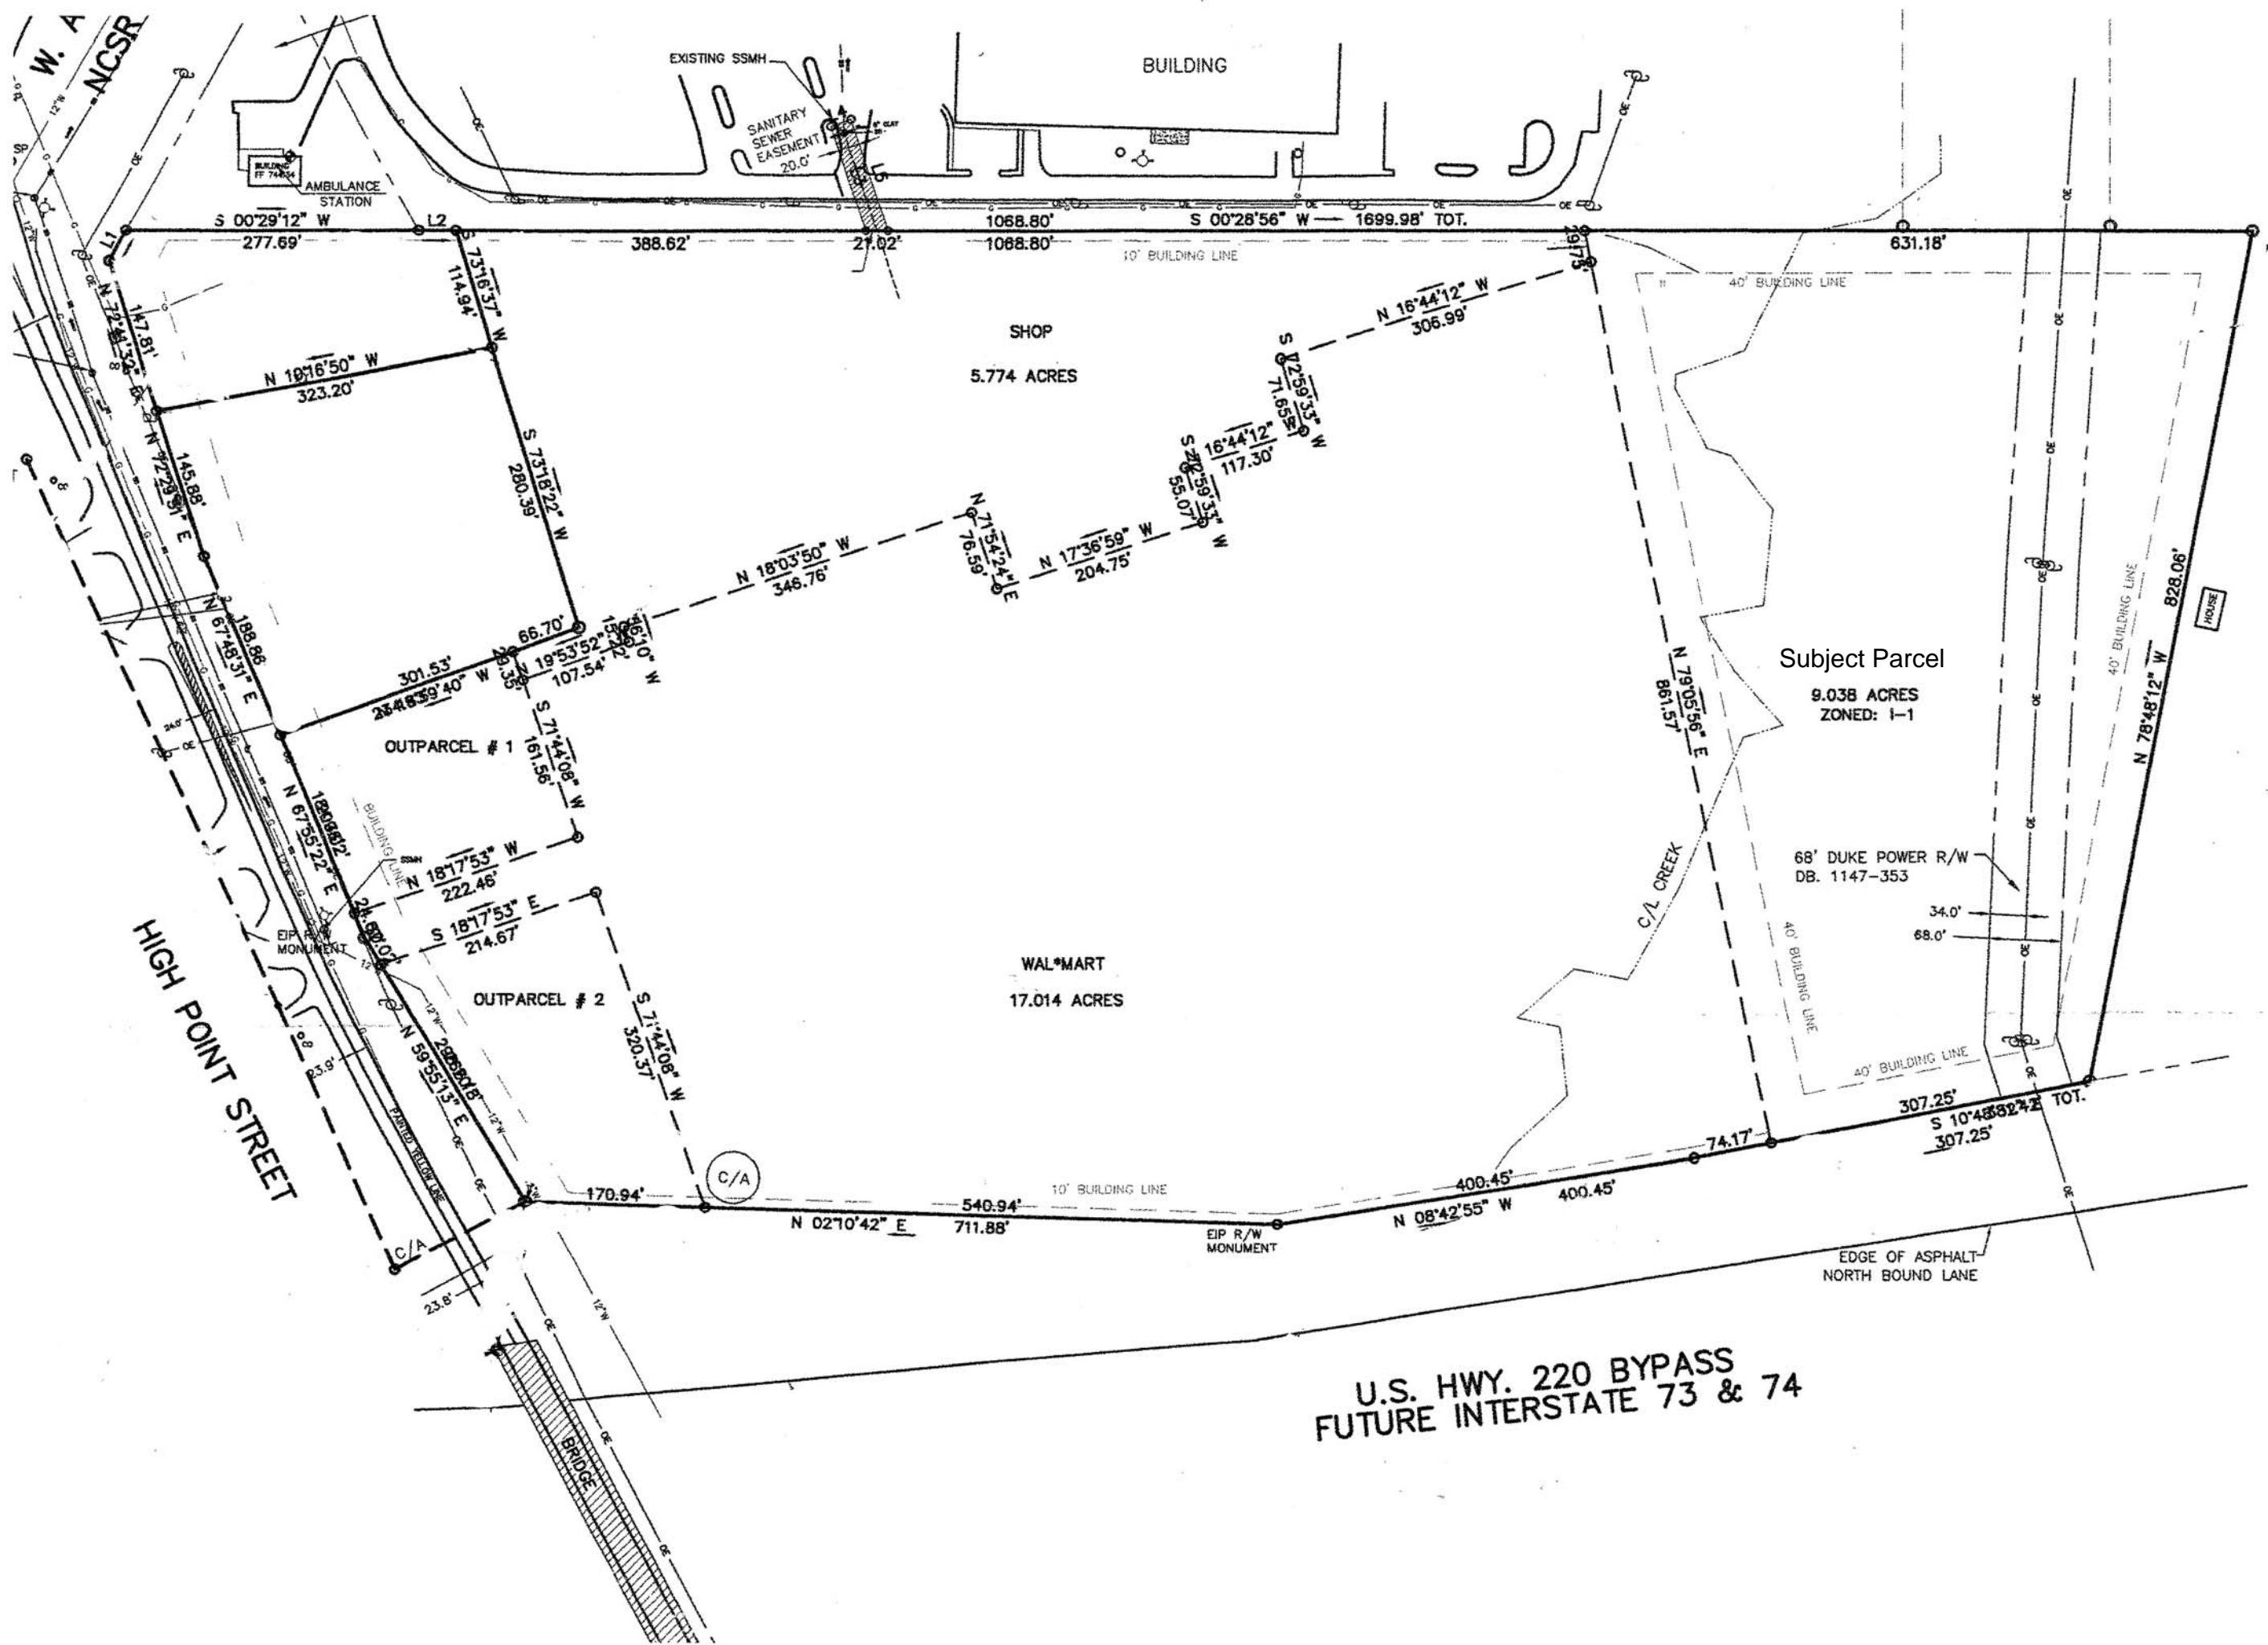 W. A
NCSR
EXISTING SSMH
SANITARY
SEWER
EASEMENT
20.0'
L5
BUILDING
BUILDING
AMBULANCE
STATION
SP
L1
S 00°29'12" W
277.69'
L2
388.62'
21.02'
1068.80'
1068.80'
S 00°28'56" W
1699.98' TOT.
10' BUILDING LINE
29.75'
631.18'
40' BUILDING LINE
S 73°16'37" W
114.94'
147.81'
N 10°16'50" W
323.20'
145.88'
S 73°18'22" W
280.39'
SHOP
5.774 ACRES
N 16°44'12" W
306.99'
S 72°59'33" W
71.65'
16°44'12" W
117.30'
55.07'
N 71°54'24" E
76.59'
N 17°36'59" W
204.75'
N 18°03'50" W
346.76'
188.86
N 67°48'31" E
66.70'
301.53'
29.35'
19°53'52"
107.54'
OUTPARCEL # 1
S 71°44'08" W
161.56'
N 67°55'22" E
BUILDING LINE
SSMH
N 18°17'53" W
222.46'
EIP R/W
MONUMENT
S 18°17'53" E
214.67'
OUTPARCEL # 2
S 71°44'08" W
320.37'
N 59°55'13" E
WAL*MART
17.014 ACRES
N 79°05'56" E
861.57'
Subject Parcel
9.038 ACRES
ZONED: I-1
68' DUKE POWER R/W
DB. 1147-353
34.0'
68.0'
C/L CREEK
40' BUILDING LINE
40' BUILDING LINE
40' BUILDING LINE
N 78°48'12" W
828.06'
HOUSE
HIGH POINT STREET
24.0'
23.9'
23.8'
PAINTED YELLOW LINE
C/A
C/A
170.94'
540.94'
N 02°10'42" E
711.88'
10' BUILDING LINE
EIP R/W
MONUMENT
400.45'
N 08°42'55" W
400.45'
74.17'
307.25'
307.25'
TOT.
EDGE OF ASPHALT
NORTH BOUND LANE
BRIDGE
U.S. HWY. 220 BYPASS
FUTURE INTERSTATE 73 & 74